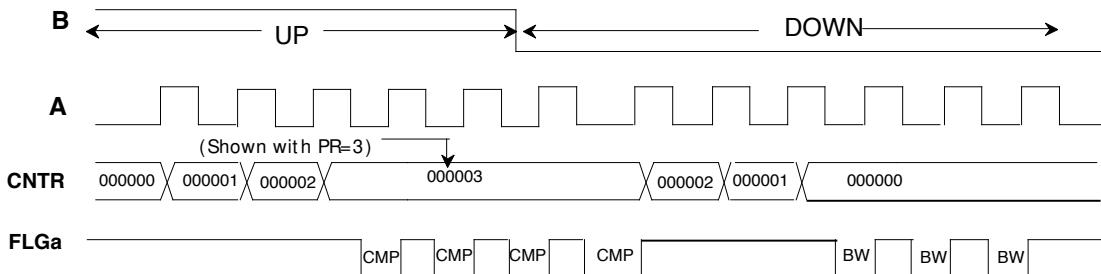 B UP DOWN
A
(Shown with PR=3)
CNTR 000000 000001 000002 000003 000002 000001 000000
FLGa CMP CMP CMP CMP BW BW BW